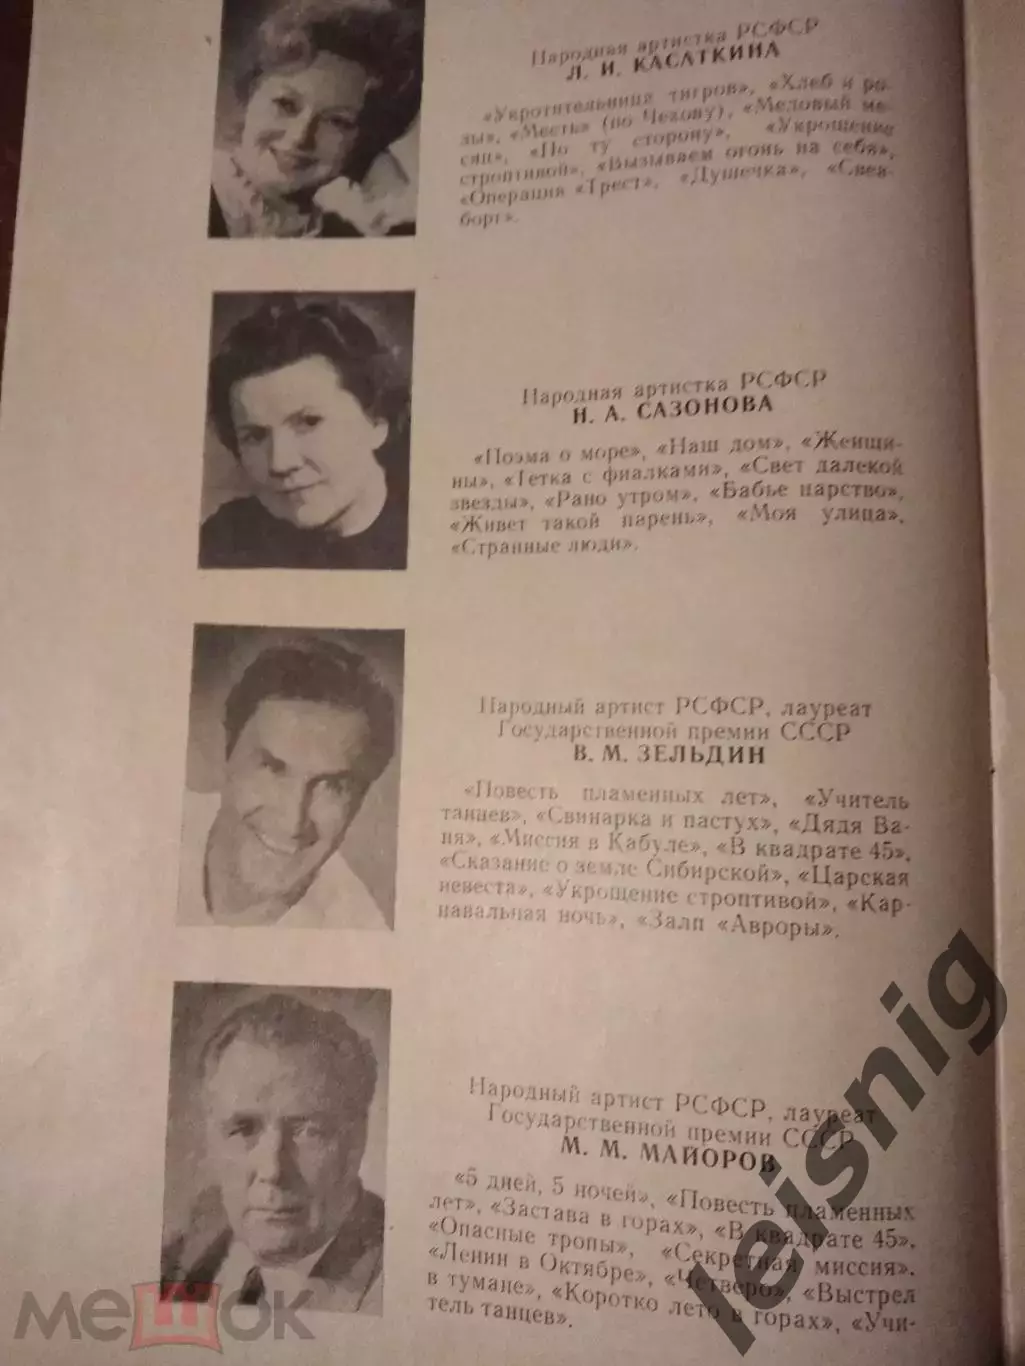 Народная артистка РСФСР
Л. И. КАСАТКИНА
«Укротительница тигров», «Хлеб и ро-
зы», «Месть» (по Чехову), «Медовый ме-
сяц», «По ту сторону», «Укрощение
строптивой», «Вызываем огонь на себя»,
«Операция «Трест», «Душечка», «Свеа-
борг».
Народная артистка РСФСР
Н. А. САЗОНОВА
«Поэма о море», «Наш дом», «Женщи-
ны», «Тетка с фиалками», «Свет далекой
звезды», «Рано утром», «Бабье царство»,
«Живет такой парень», «Моя улица»,
«Странные люди».
Народный артист РСФСР, лауреат
Государственной премии СССР
В. М. ЗЕЛЬДИН
«Повесть пламенных лет», «Учитель
танцев», «Свинарка и пастух», «Дядя Ва-
ня», «Миссия в Кабуле», «В квадрате 45»,
«Сказание о земле Сибирской», «Царская
невеста», «Укрощение строптивой», «Кар-
навальная ночь», «Залп «Авроры».
Народный артист РСФСР, лауреат
Государственной премии СССР
М. М. МАЙОРОВ
«5 дней, 5 ночей», «Повесть пламенных
лет», «Застава в горах», «В квадрате 45»,
«Опасные тропы», «Секретная миссия».
«Ленин в Октябре», «Четверо», «Выстрел
в тумане», «Коротко лето в горах», «Учи-
тель танцев».
leisnig
мешок